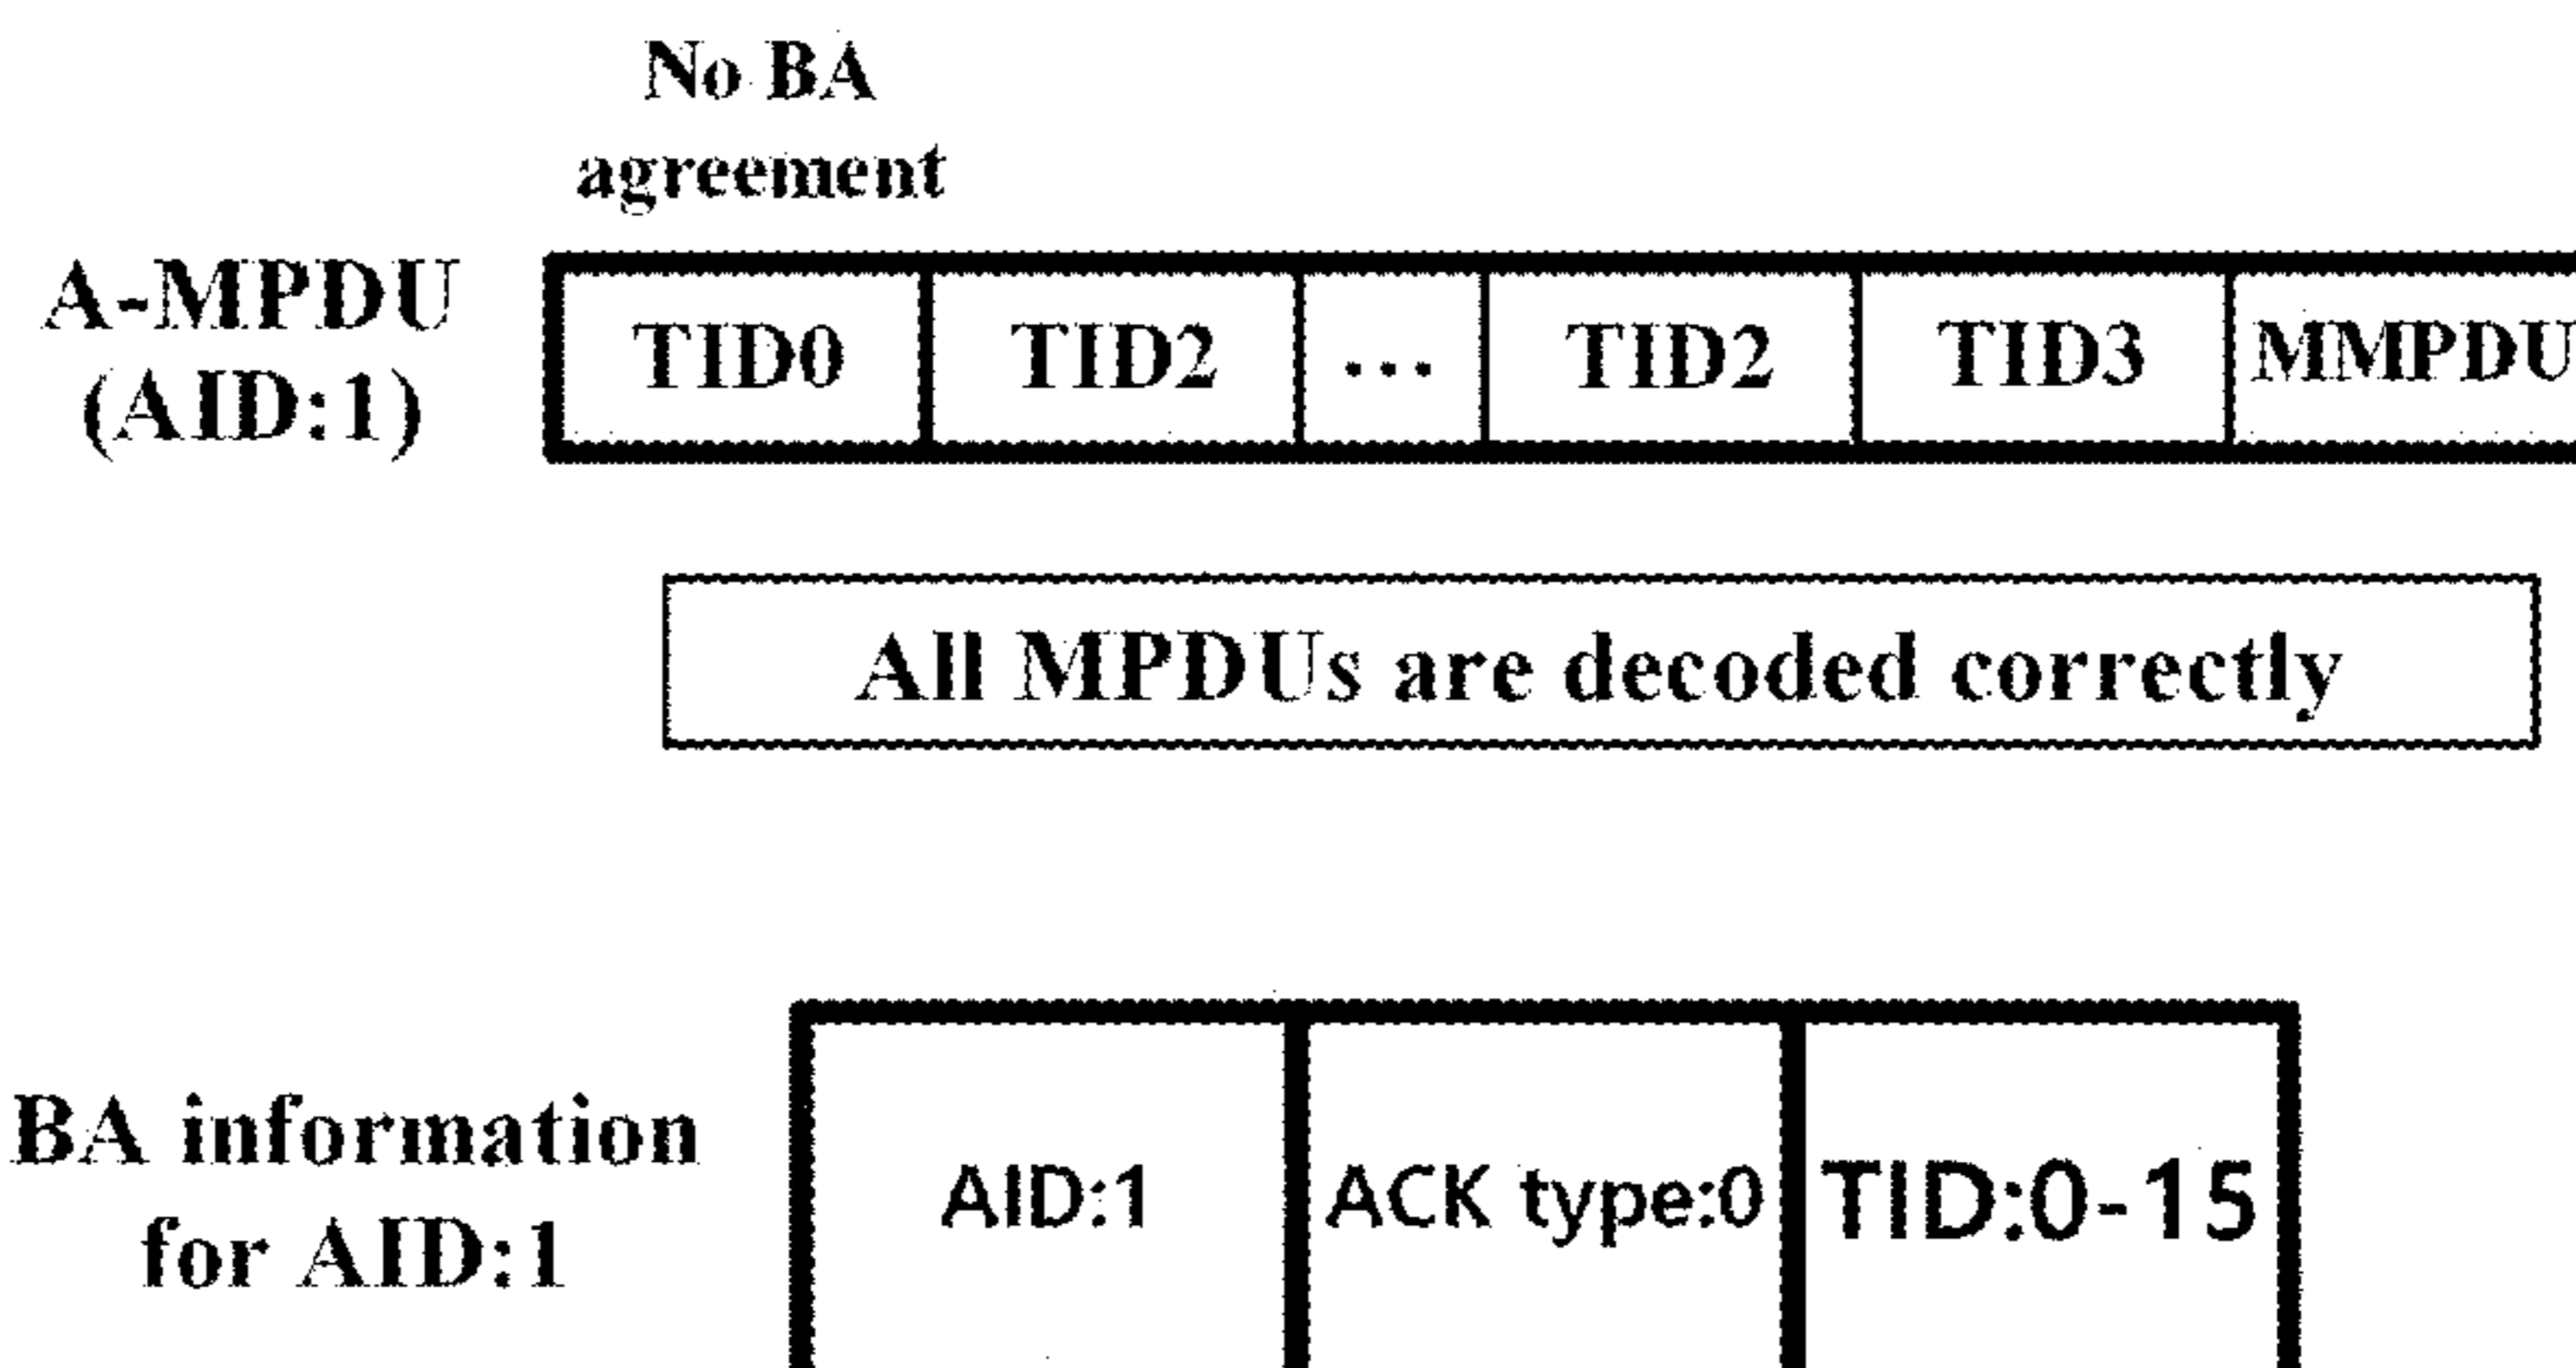 No BA
agreement
A-MPDU
(AID:1)
TID0 TID2 ... TID2 TID3 MMPDU
All MPDUs are decoded correctly
BA information
for AID:1
AID:1 ACK type:0 TID:0-15